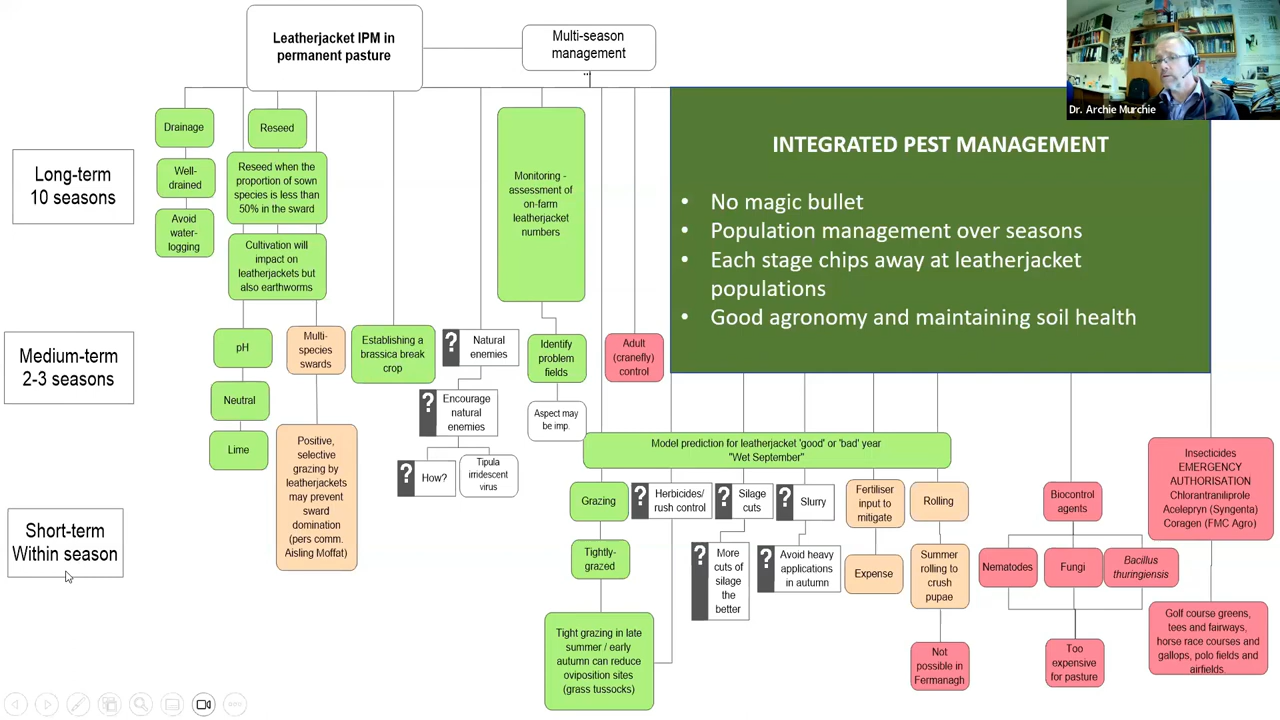 Leatherjacket IPM in
permanent pasture
Multi-season
management
...
Dr. Archie Murchie
INTEGRATED PEST MANAGEMENT
• No magic bullet
• Population management over seasons
• Each stage chips away at leatherjacket
populations
• Good agronomy and maintaining soil health
Long-term
10 seasons
Drainage
Well-
drained
Avoid
water-
logging
Reseed
Reseed when the
proportion of sown
species is less than
50% in the sward
Cultivation will
impact on
leatherjackets but
also earthworms
Monitoring -
assessment of
on-farm
leatherjacket
numbers
Medium-term
2-3 seasons
pH
Neutral
Lime
Multi-
species
swards
Positive,
selective
grazing by
leatherjackets
may prevent
sward
domination
(pers comm.
Aisling Moffat)
Establishing a
brassica break
crop
?
Natural
enemies
?
Encourage
natural
enemies
?
How?
Tipula
irridescent
virus
Identify
problem
fields
Aspect may
be imp.
Adult
(cranefly)
control
Model prediction for leatherjacket 'good' or 'bad' year
"Wet September"
Short-term
Within season
Grazing
Tightly-
grazed
Tight grazing in late
summer / early
autumn can reduce
oviposition sites
(grass tussocks)
?
Herbicides/
rush control
?
Silage
cuts
?
More
cuts of
silage
the
better
?
Slurry
?
Avoid heavy
applications
in autumn
Fertiliser
input to
mitigate
Expense
Rolling
Summer
rolling to
crush
pupae
Not
possible in
Fermanagh
Biocontrol
agents
Nematodes
Fungi
Bacillus
thuringiensis
Too
expensive
for pasture
Insecticides
EMERGENCY
AUTHORISATION
Chlorantraniliprole
Acelepryn (Syngenta)
Coragen (FMC Agro)
Golf course greens,
tees and fairways,
horse race courses and
gallops, polo fields and
airfields.